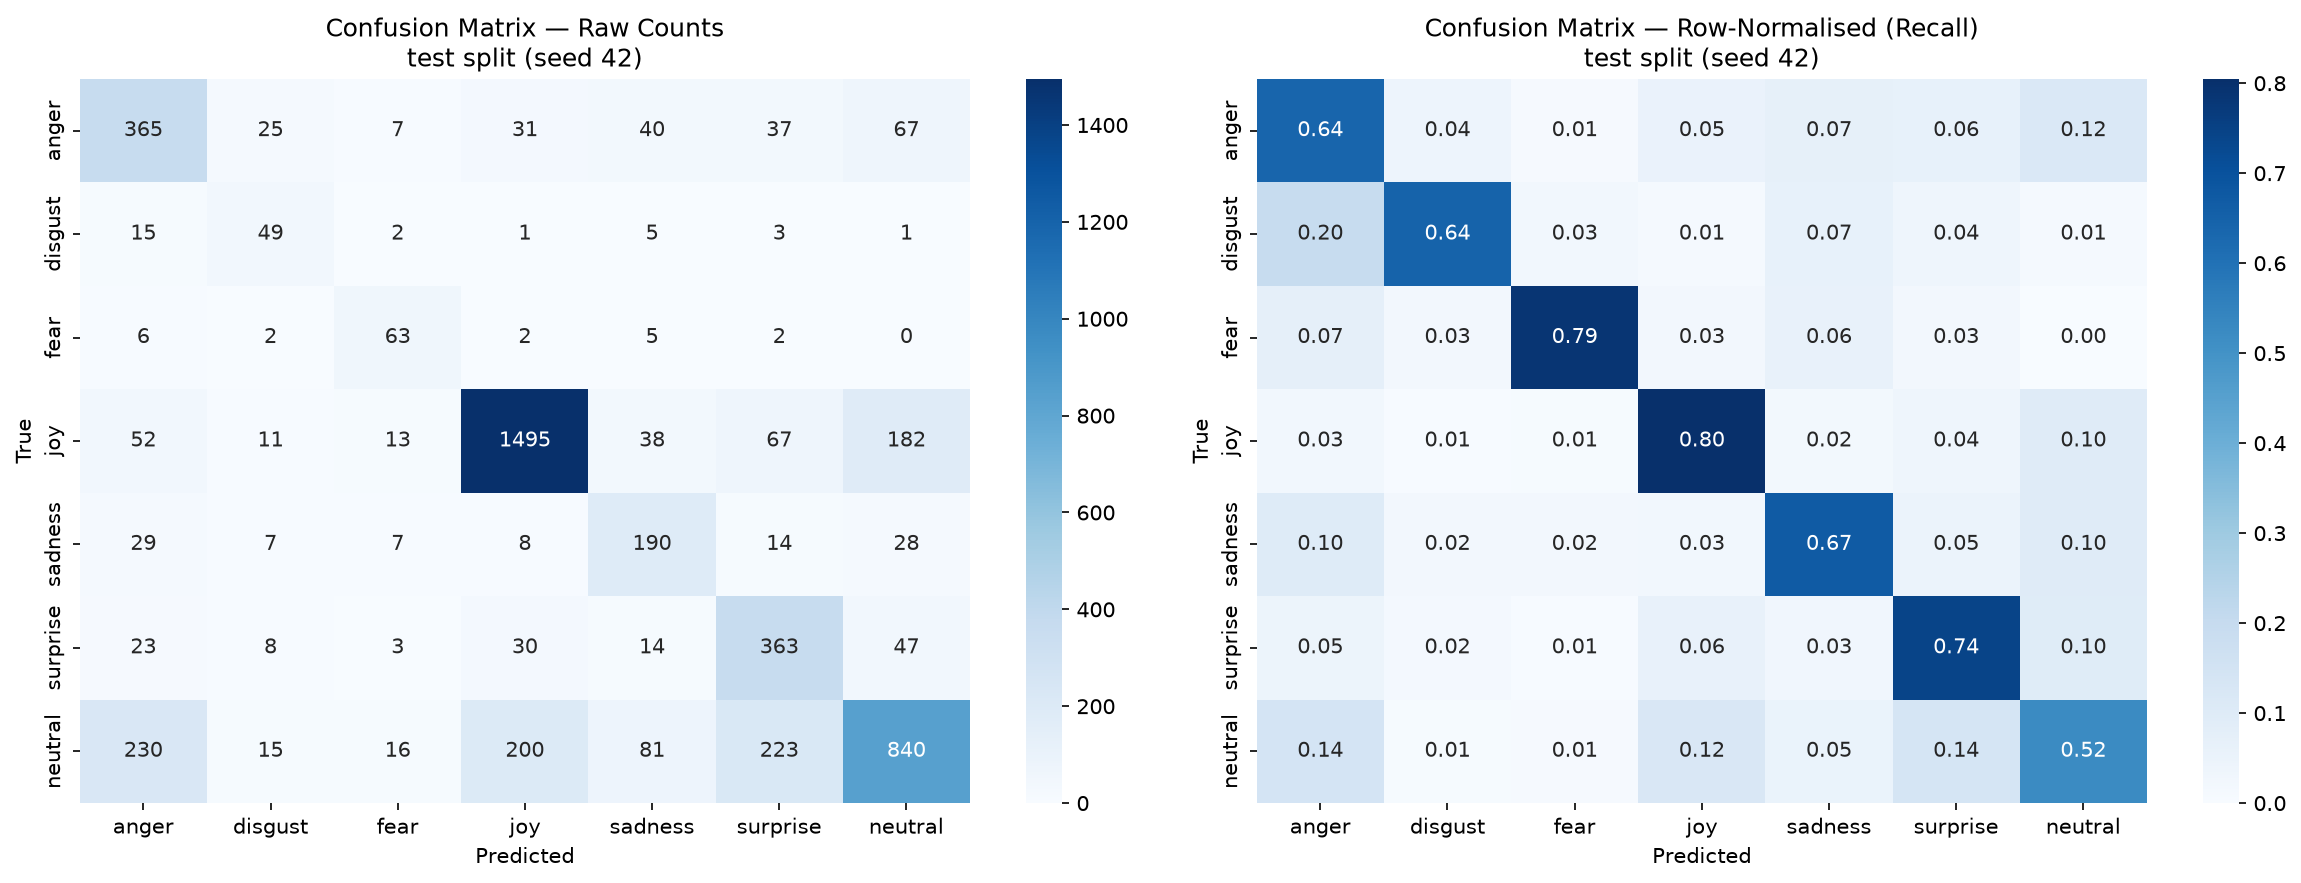 Confusion Matrix — Raw Counts
test split (seed 42)
anger 365 25 7 31 40 37 67
disgust 15 49 2 1 5 3 1
fear 6 2 63 2 5 2 0
joy 52 11 13 1495 38 67 182
sadness 29 7 7 8 190 14 28
surprise 23 8 3 30 14 363 47
neutral 230 15 16 200 81 223 840
True
anger disgust fear joy sadness surprise neutral
Predicted
1400
1200
1000
800
600
400
200
0
Confusion Matrix — Row-Normalised (Recall)
test split (seed 42)
anger 0.64 0.04 0.01 0.05 0.07 0.06 0.12
disgust 0.20 0.64 0.03 0.01 0.07 0.04 0.01
fear 0.07 0.03 0.79 0.03 0.06 0.03 0.00
joy 0.03 0.01 0.01 0.80 0.02 0.04 0.10
sadness 0.10 0.02 0.02 0.03 0.67 0.05 0.10
surprise 0.05 0.02 0.01 0.06 0.03 0.74 0.10
neutral 0.14 0.01 0.01 0.12 0.05 0.14 0.52
True
anger disgust fear joy sadness surprise neutral
Predicted
0.8
0.7
0.6
0.5
0.4
0.3
0.2
0.1
0.0